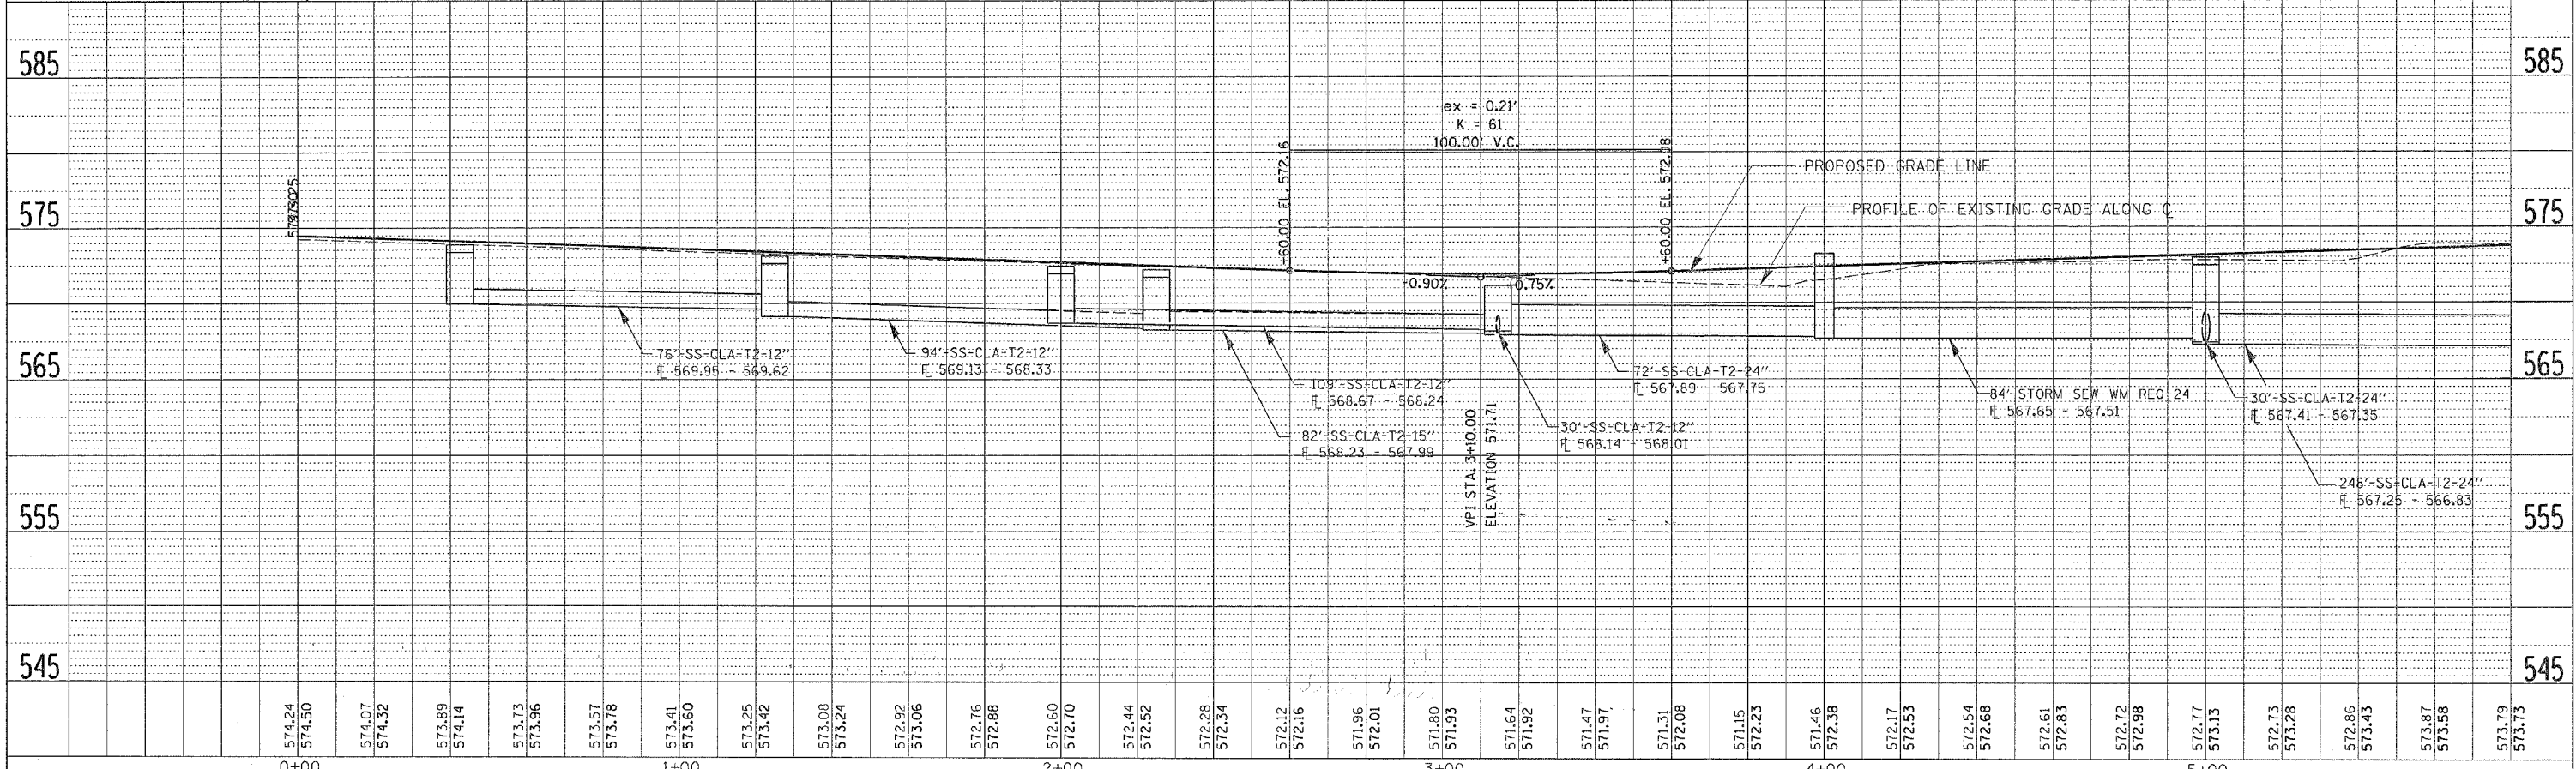 585
585
ex = 0.21'
K = 61
100.00' V.C.
+60.00 EL. 572.16
+60.00 EL. 572.08
PROPOSED GRADE LINE
575
PROFILE OF EXISTING GRADE ALONG ℄
575
-0.90%
+0.75%
76'-SS-CLA-T2-12"
FL 569.95 - 569.62
94'-SS-CLA-T2-12"
FL 569.13 - 568.33
565
109'-SS-CLA-T2-12"
FL 568.67 - 568.24
72'-SS-CLA-T2-24"
FL 567.89 - 567.75
84'-STORM SEW WM REQ 24
FL 567.65 - 567.51
30'-SS-CLA-T2-24"
FL 567.41 - 567.35
565
82'-SS-CLA-T2-15"
FL 568.23 - 567.99
VPI STA. 3+10.00
ELEVATION 571.71
30'-SS-CLA-T2-12"
FL 568.14 - 568.01
248'-SS-CLA-T2-24"
FL 567.25 - 566.83
555
555
545
545
574.24
574.50
574.07
574.32
573.89
574.14
573.73
573.96
573.57
573.78
573.41
573.60
573.25
573.42
573.08
573.24
572.92
573.06
572.76
572.88
572.60
572.70
572.44
572.52
572.28
572.34
572.12
572.16
571.96
572.01
571.80
571.93
571.64
571.92
571.47
571.97
571.31
572.08
571.15
572.23
571.46
572.38
572.17
572.53
572.54
572.68
572.61
572.83
572.72
572.98
572.77
573.13
572.73
573.28
572.86
573.43
573.87
573.58
573.79
573.73
0+00
1+00
2+00
3+00
4+00
5+00